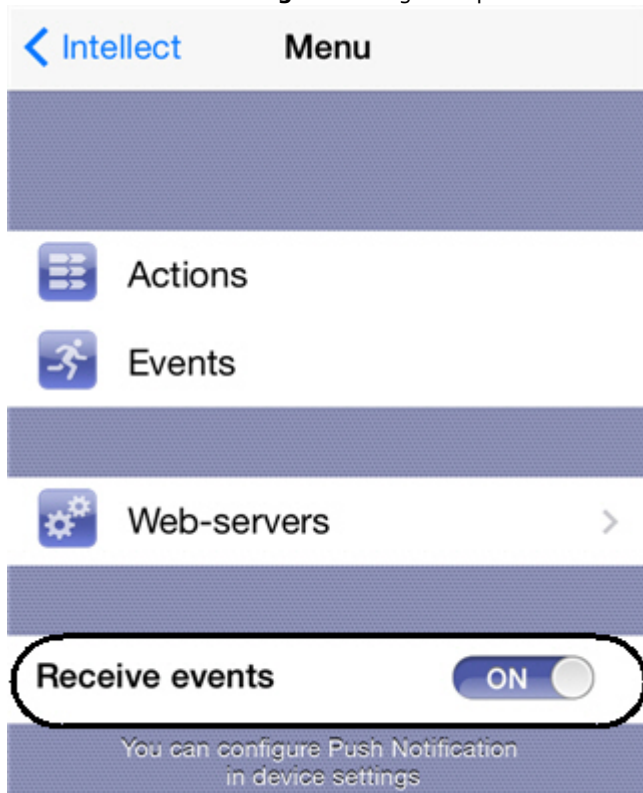 Intellect Menu
Actions
Events
Web-servers
Receive events ON
You can configure Push Notification
in device settings